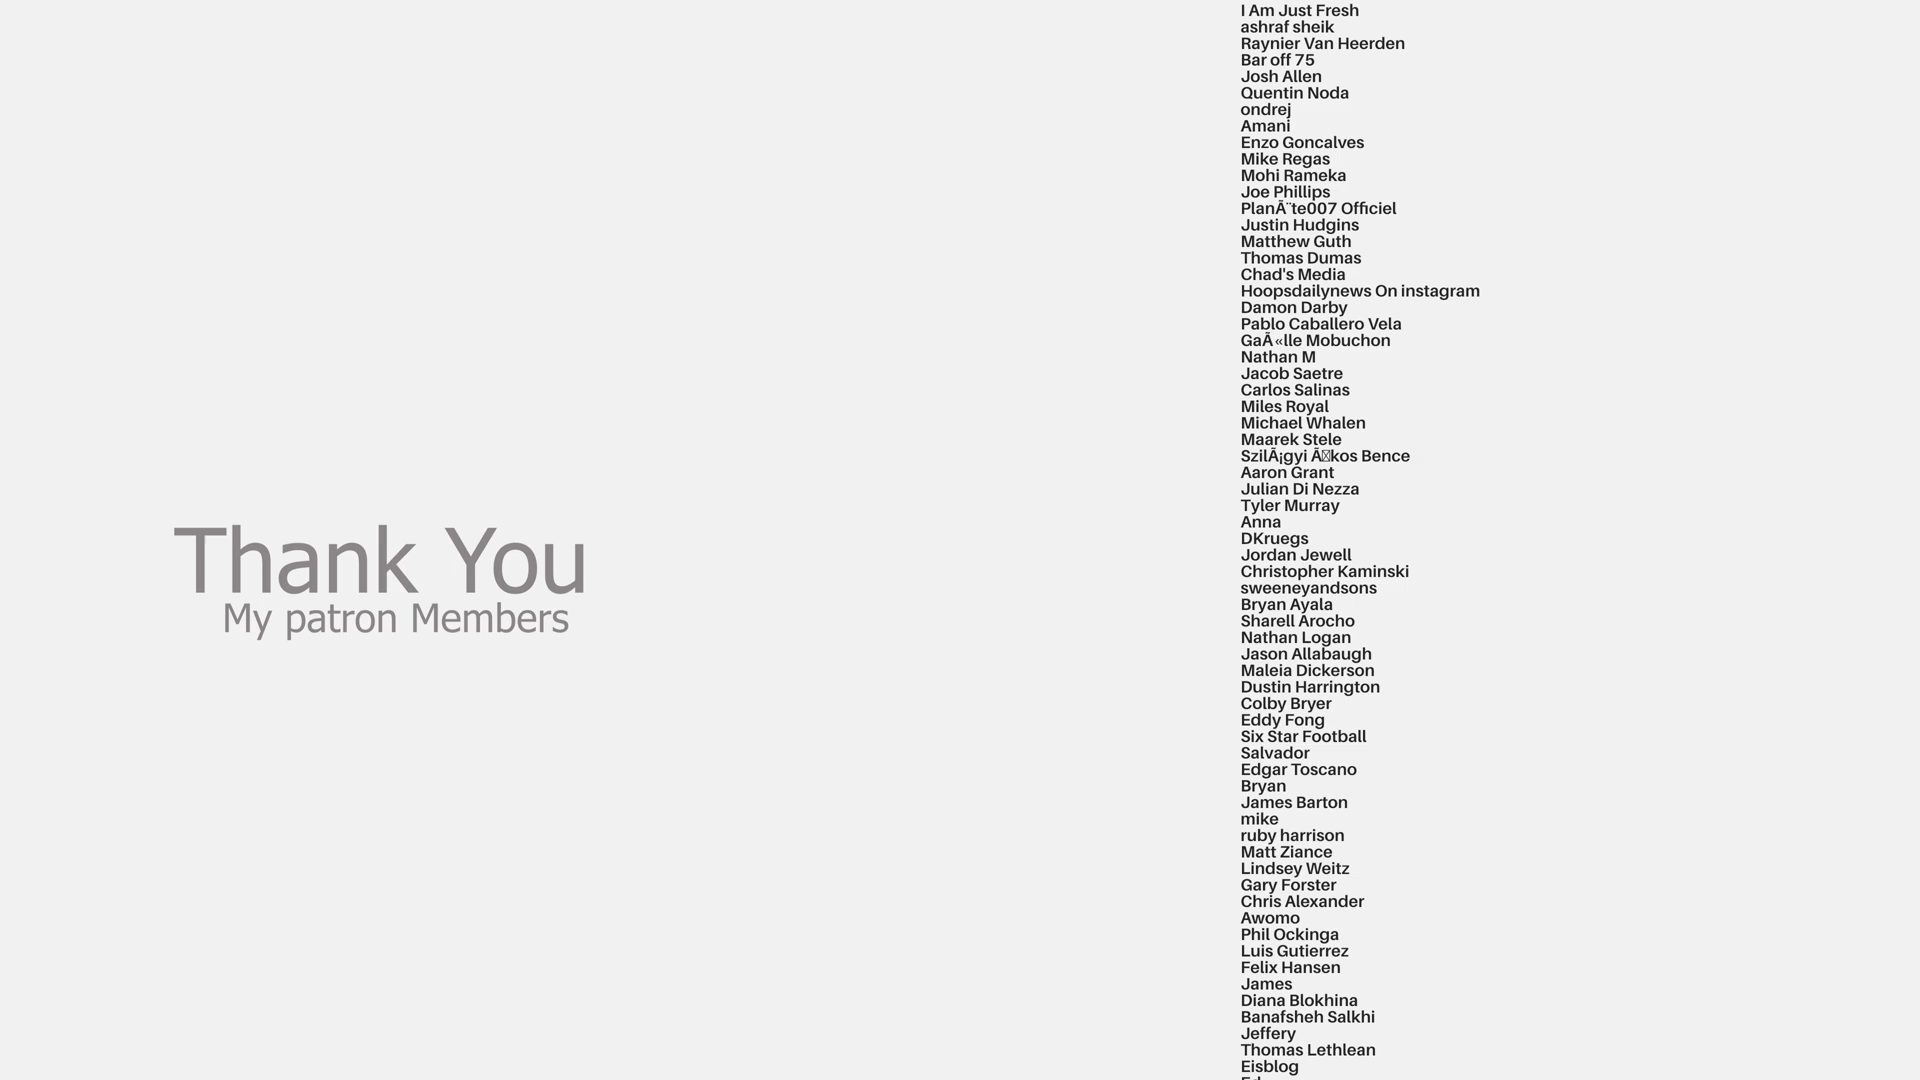 Thank You
My patron Members
I Am Just Fresh
ashraf sheik
Raynier Van Heerden
Bar off 75
Josh Allen
Quentin Noda
ondrej
Amani
Enzo Goncalves
Mike Regas
Mohi Rameka
Joe Phillips
PlanÃ¨te007 Officiel
Justin Hudgins
Matthew Guth
Thomas Dumas
Chad's Media
Hoopsdailynews On instagram
Damon Darby
Pablo Caballero Vela
GaÃ«lle Mobuchon
Nathan M
Jacob Saetre
Carlos Salinas
Miles Royal
Michael Whalen
Maarek Stele
SzilÃ¡gyi Ã�kos Bence
Aaron Grant
Julian Di Nezza
Tyler Murray
Anna
DKruegs
Jordan Jewell
Christopher Kaminski
sweeneyandsons
Bryan Ayala
Sharell Arocho
Nathan Logan
Jason Allabaugh
Maleia Dickerson
Dustin Harrington
Colby Bryer
Eddy Fong
Six Star Football
Salvador
Edgar Toscano
Bryan
James Barton
mike
ruby harrison
Matt Ziance
Lindsey Weitz
Gary Forster
Chris Alexander
Awomo
Phil Ockinga
Luis Gutierrez
Felix Hansen
James
Diana Blokhina
Banafsheh Salkhi
Jeffery
Thomas Lethlean
Eisblog